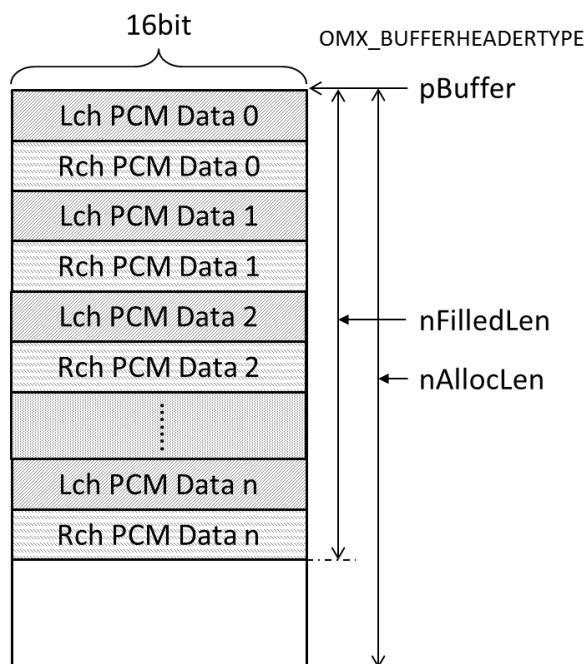 16bit
OMX_BUFFERHEADERTYPE
pBuffer
Lch PCM Data 0
Rch PCM Data 0
Lch PCM Data 1
Rch PCM Data 1
Lch PCM Data 2
nFilledLen
Rch PCM Data 2
nAllocLen
Lch PCM Data n
Rch PCM Data n